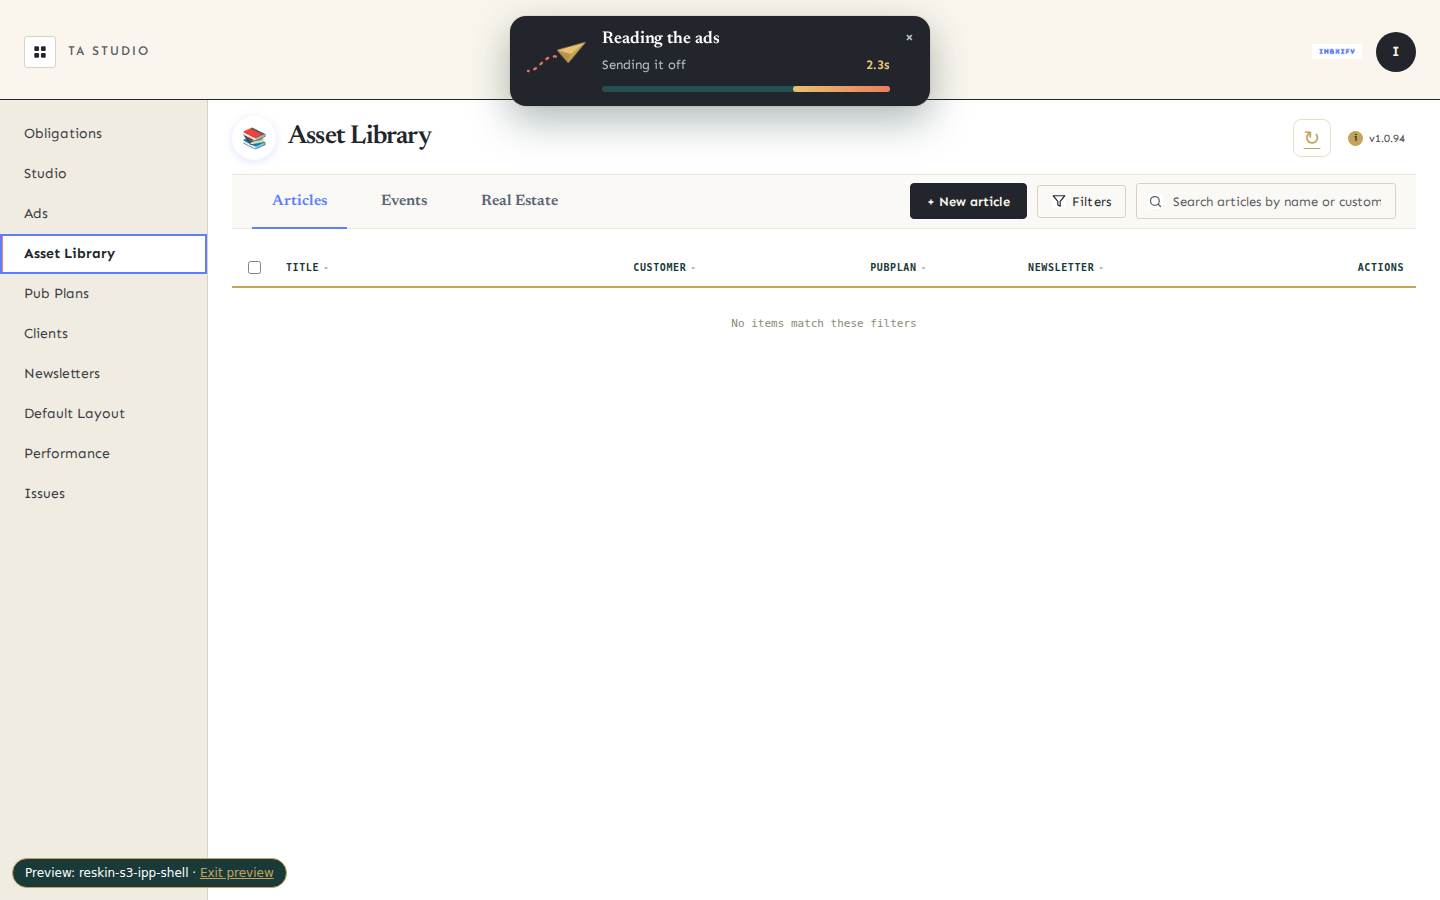 TA STUDIO
Reading the ads
×
Sending it off
2.3s
INBXIFY
I
Obligations
Studio
Ads
Asset Library
Pub Plans
Clients
Newsletters
Default Layout
Performance
Issues
Asset Library
↻
i
v1.0.94
Articles
Events
Real Estate
+ New article
Filters
Search articles by name or custom
TITLE -
CUSTOMER -
PUBPLAN -
NEWSLETTER -
ACTIONS
No items match these filters
Preview: reskin-s3-ipp-shell · Exit preview